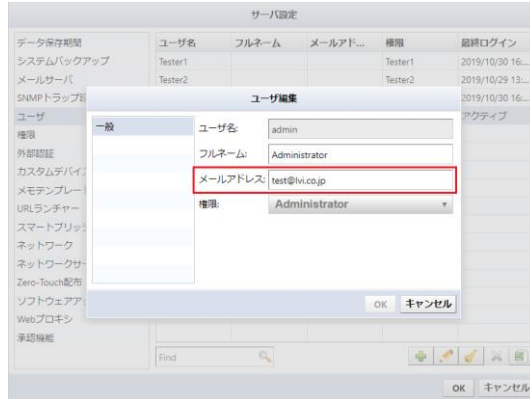 サーバ設定
データ保存期間
システムバックアップ
メールサーバ
SNMPトラップ
ユーザ
権限
外部認証
カスタムデバイ
メモテンプレー
URLランチャー
スマートブリッ
ネットワーク
ネットワークサー
Zero-Touch配布
ソフトウェアア
Webプロキシ
承認機能
ユーザ名 フルネーム メールアド... 権限 最終ログイン
Tester1 Tester1 2019/10/30 16:...
Tester2 Tester2 2019/10/29 13:...
2019/10/30 16:...
アクティブ
ユーザ編集
一般
ユーザ名: admin
フルネーム: Administrator
メールアドレス: test@lvi.co.jp
権限: Administrator
OK キャンセル
Find
OK キャンセル